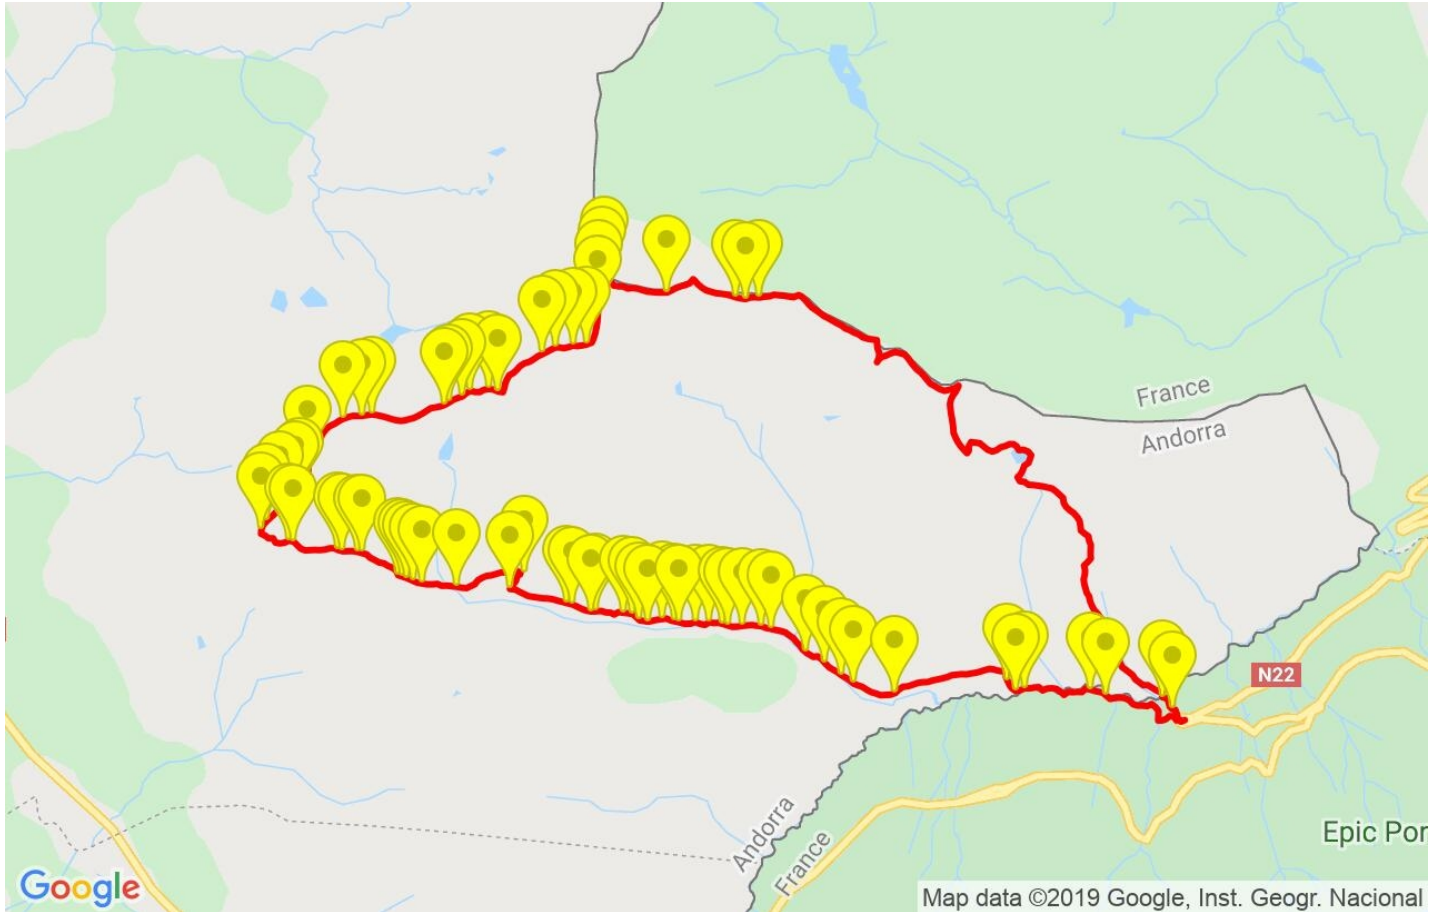 France
Andorra
N22
Andorra
France
Epic Por
Google
Map data ©2019 Google, Inst. Geogr. Nacional